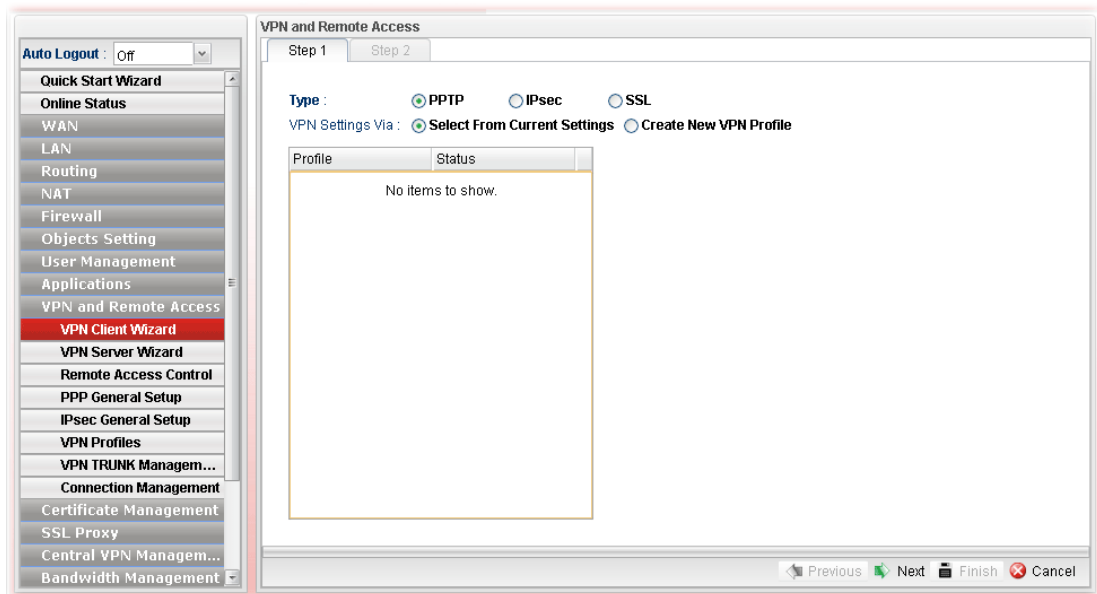 Auto Logout : Off
Quick Start Wizard
Online Status
WAN
LAN
Routing
NAT
Firewall
Objects Setting
User Management
Applications
VPN and Remote Access
VPN Client Wizard
VPN Server Wizard
Remote Access Control
PPP General Setup
IPsec General Setup
VPN Profiles
VPN TRUNK Managem...
Connection Management
Certificate Management
SSL Proxy
Central VPN Managem...
Bandwidth Management
VPN and Remote Access
Step 1 Step 2
Type : PPTP IPsec SSL
VPN Settings Via : Select From Current Settings Create New VPN Profile
Profile Status
No items to show.
Previous Next Finish Cancel